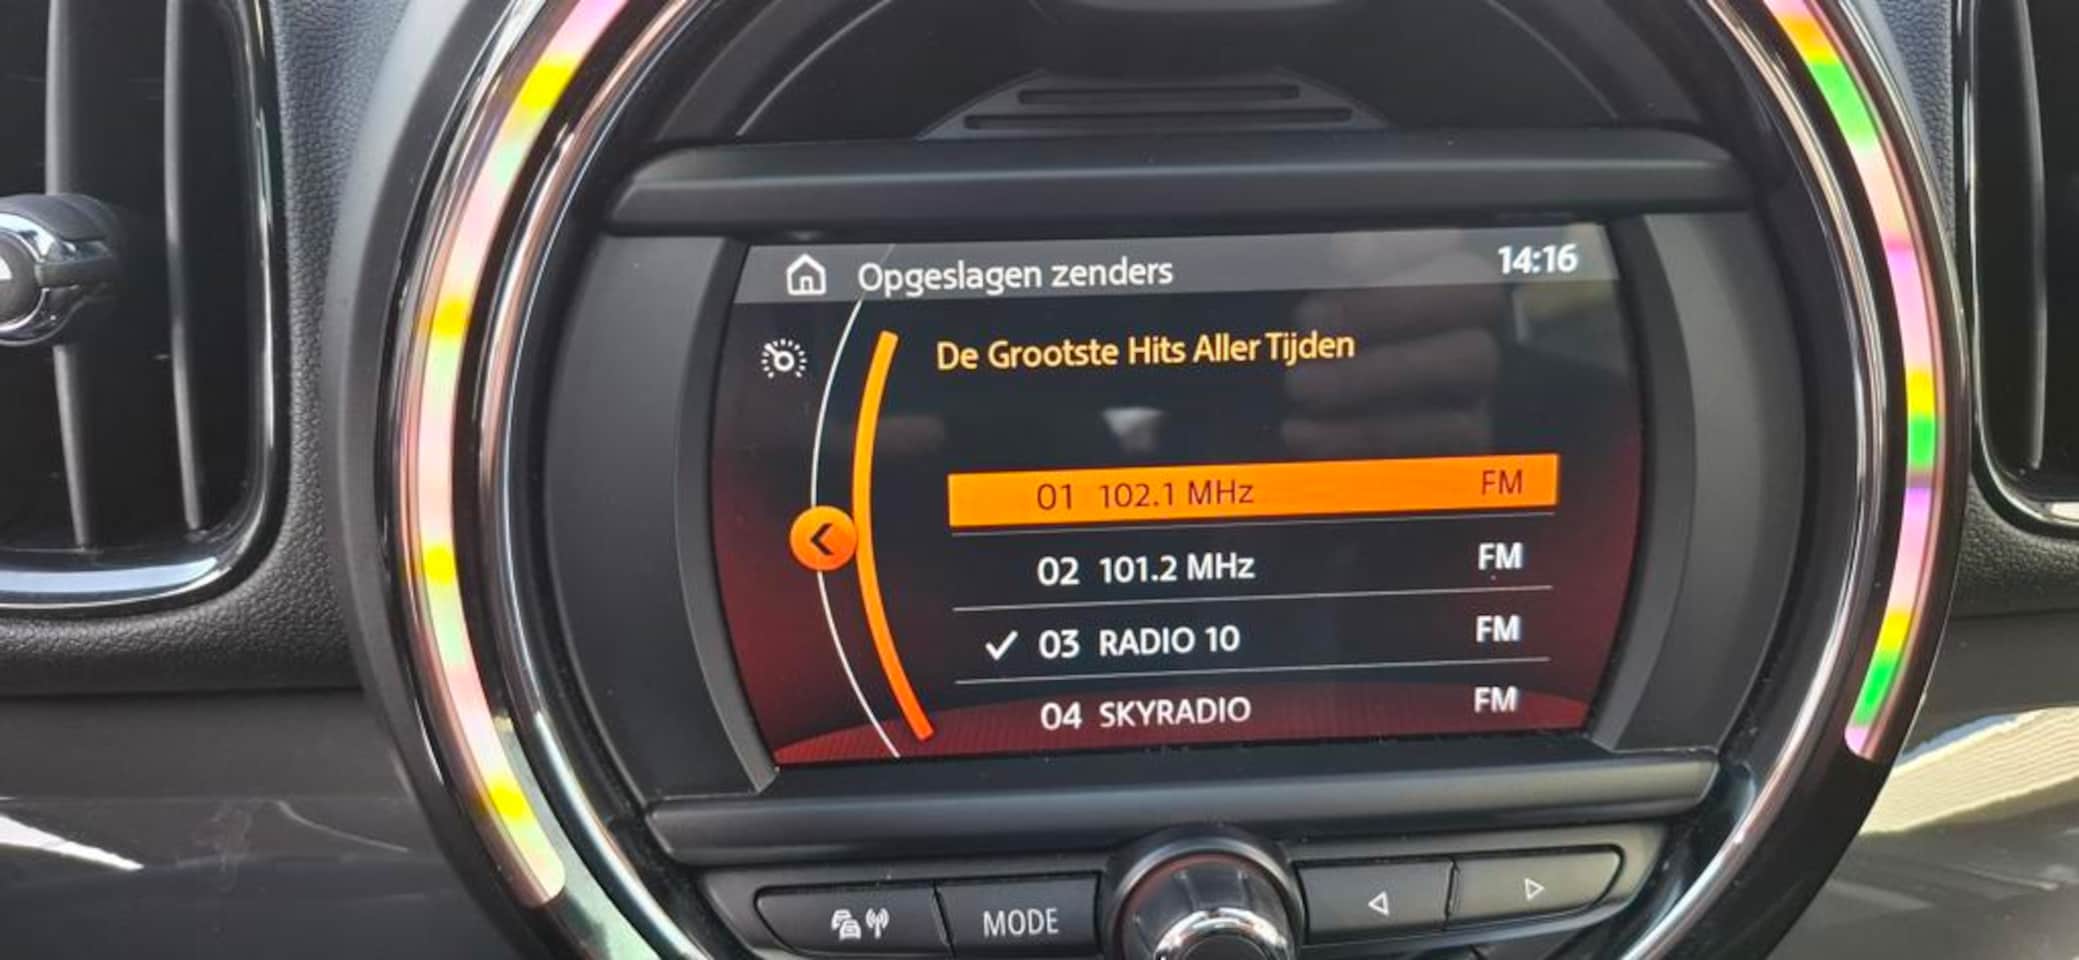 Opgeslagen zenders 14:16
De Grootste Hits Aller Tijden
01 102.1 MHz FM
02 101.2 MHz FM
✓ 03 RADIO 10 FM
04 SKYRADIO FM
MODE